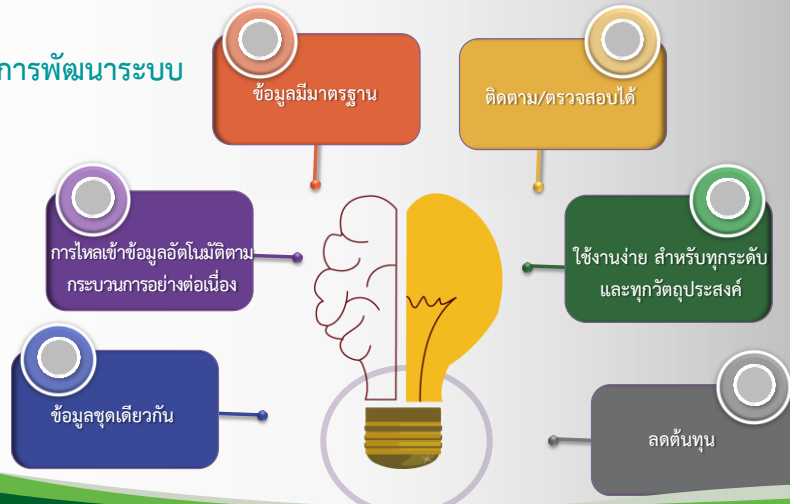 การพัฒนาระบบ
ข้อมูลมีมาตรฐาน
ติดตาม/ตรวจสอบได้
การไหลเข้าข้อมูลอัตโนมัติตาม
กระบวนการอย่างต่อเนื่อง
ใช้งานง่าย สำหรับทุกระดับ
และทุกวัตถุประสงค์
ข้อมูลชุดเดียวกัน
ลดต้นทุน